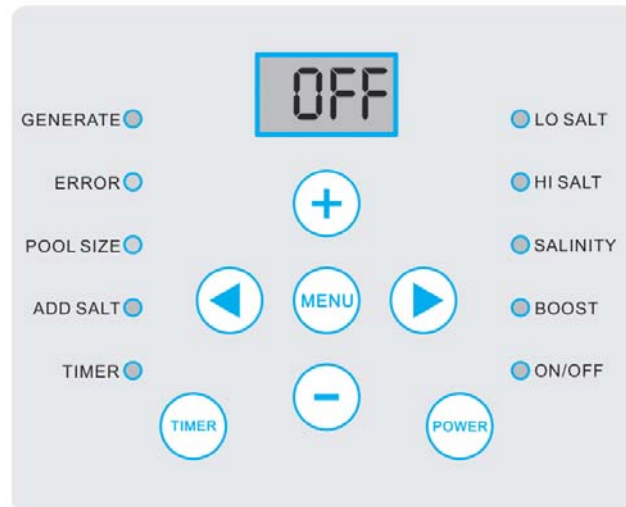 OFF
GENERATE
ERROR
POOL SIZE
ADD SALT
TIMER
LO SALT
HI SALT
SALINITY
BOOST
ON/OFF
+
MENU
-
TIMER
POWER